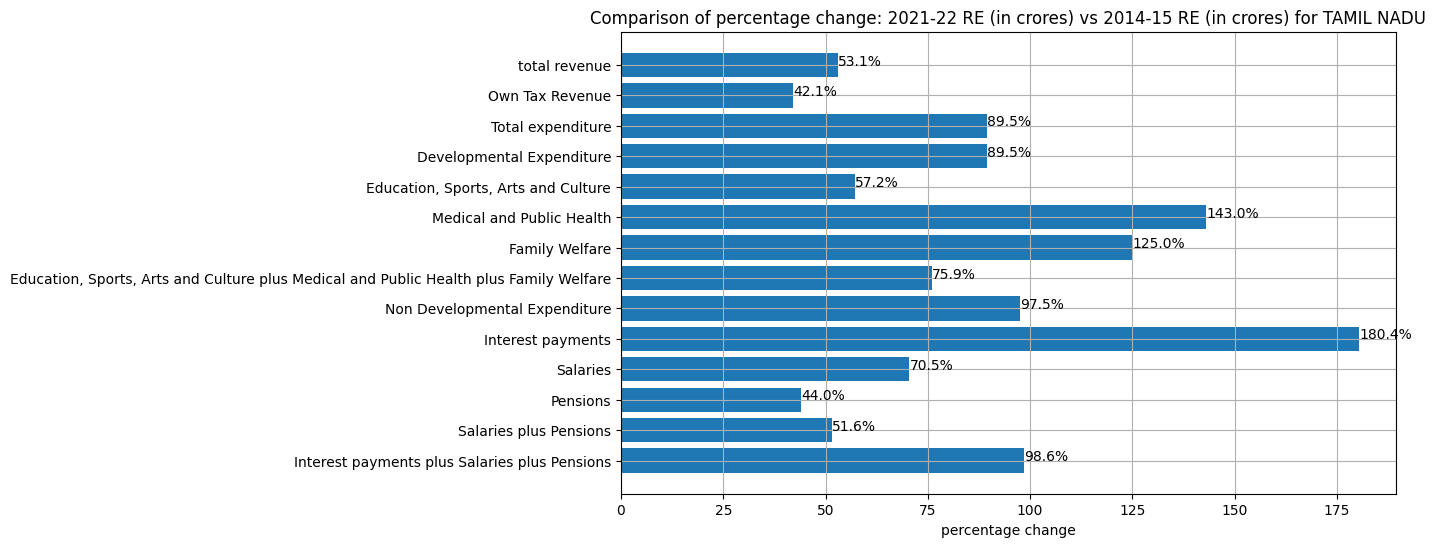 Comparison of percentage change: 2021-22 RE (in crores) vs 2014-15 RE (in crores) for TAMIL NADU
total revenue 53.1%
Own Tax Revenue 42.1%
Total expenditure 89.5%
Developmental Expenditure 89.5%
Education, Sports, Arts and Culture 57.2%
Medical and Public Health 143.0%
Family Welfare 125.0%
Education, Sports, Arts and Culture plus Medical and Public Health plus Family Welfare 75.9%
Non Developmental Expenditure 97.5%
Interest payments 180.4%
Salaries 70.5%
Pensions 44.0%
Salaries plus Pensions 51.6%
Interest payments plus Salaries plus Pensions 98.6%
0 25 50 75 100 125 150 175
percentage change